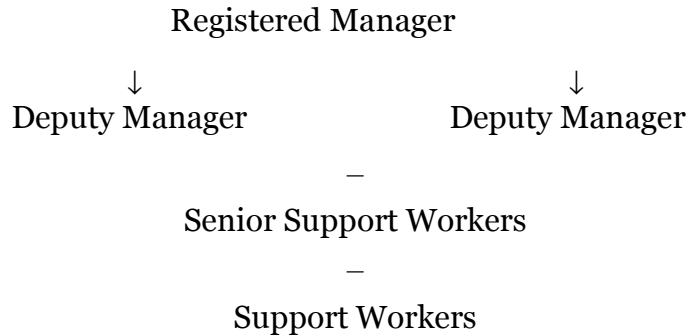 Registered Manager
↓ ↓
Deputy Manager Deputy Manager
–
Senior Support Workers
–
Support Workers